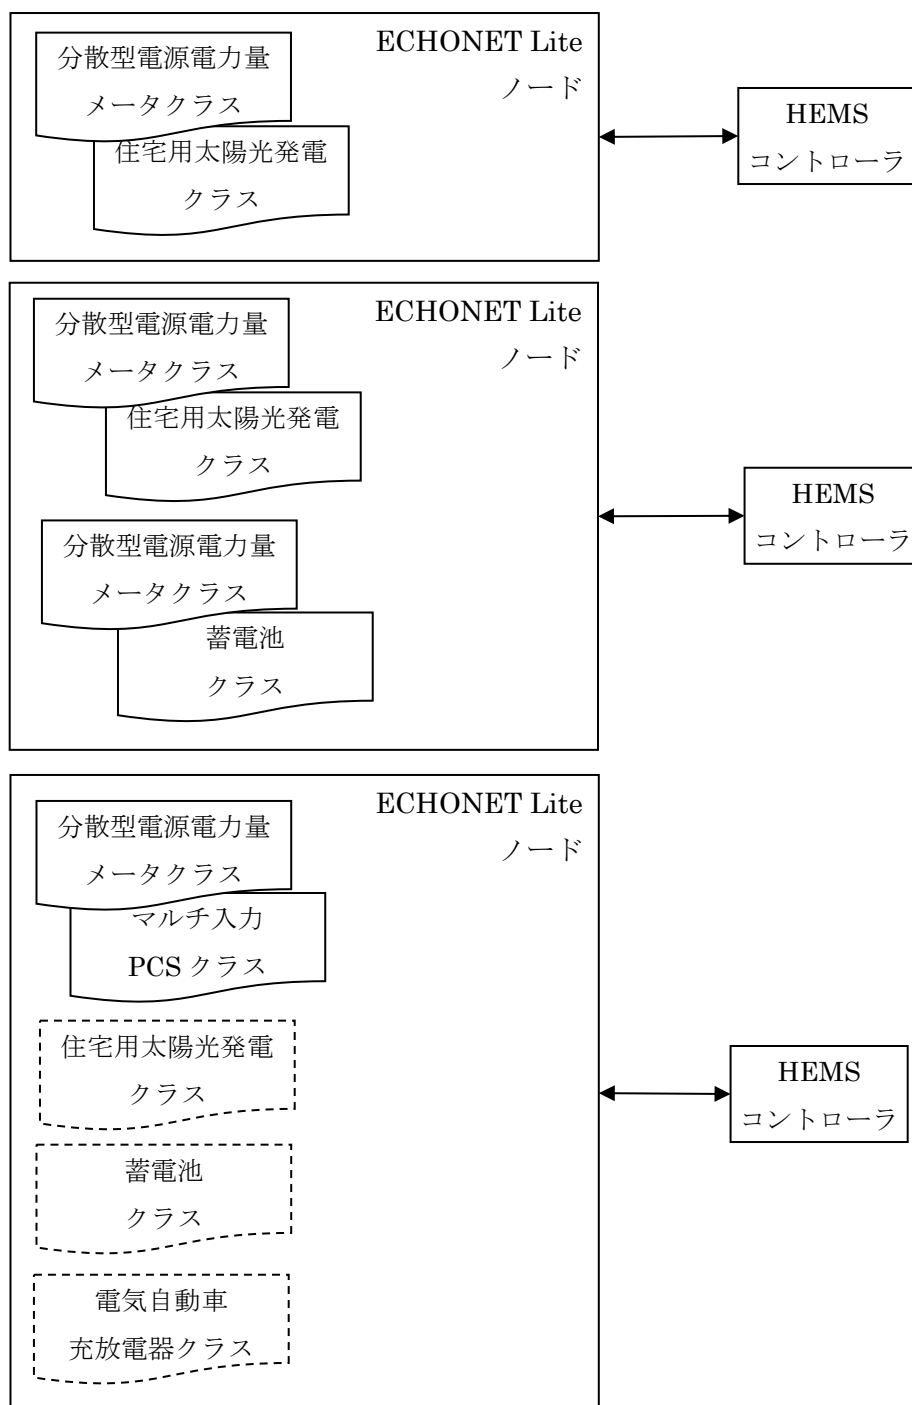 分散型電源電力量
メータクラス
住宅用太陽光発電
クラス
ECHONET Lite
ノード
HEMS
コントローラ
分散型電源電力量
メータクラス
住宅用太陽光発電
クラス
分散型電源電力量
メータクラス
蓄電池
クラス
ECHONET Lite
ノード
HEMS
コントローラ
分散型電源電力量
メータクラス
マルチ入力
PCS クラス
住宅用太陽光発電
クラス
蓄電池
クラス
電気自動車
充放電器クラス
ECHONET Lite
ノード
HEMS
コントローラ